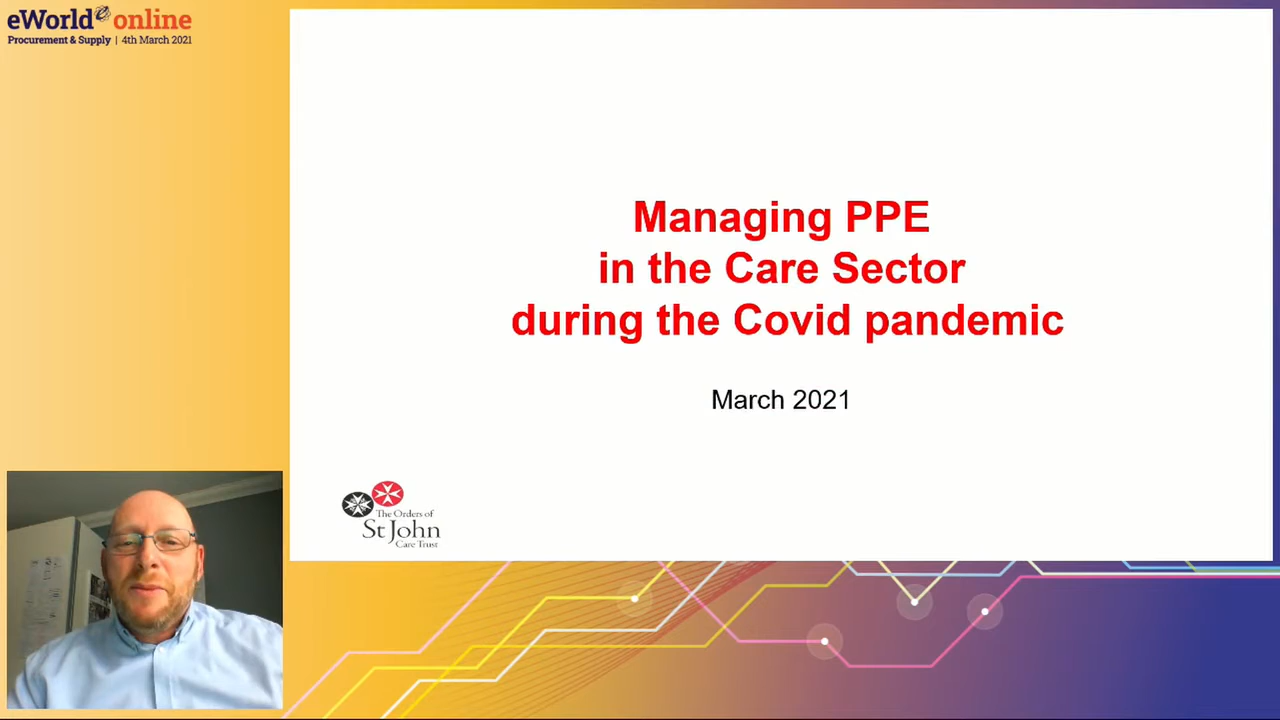 eWorld online
Procurement & Supply | 4th March 2021
Managing PPE
in the Care Sector
during the Covid pandemic
March 2021
The Orders of
St John
Care Trust